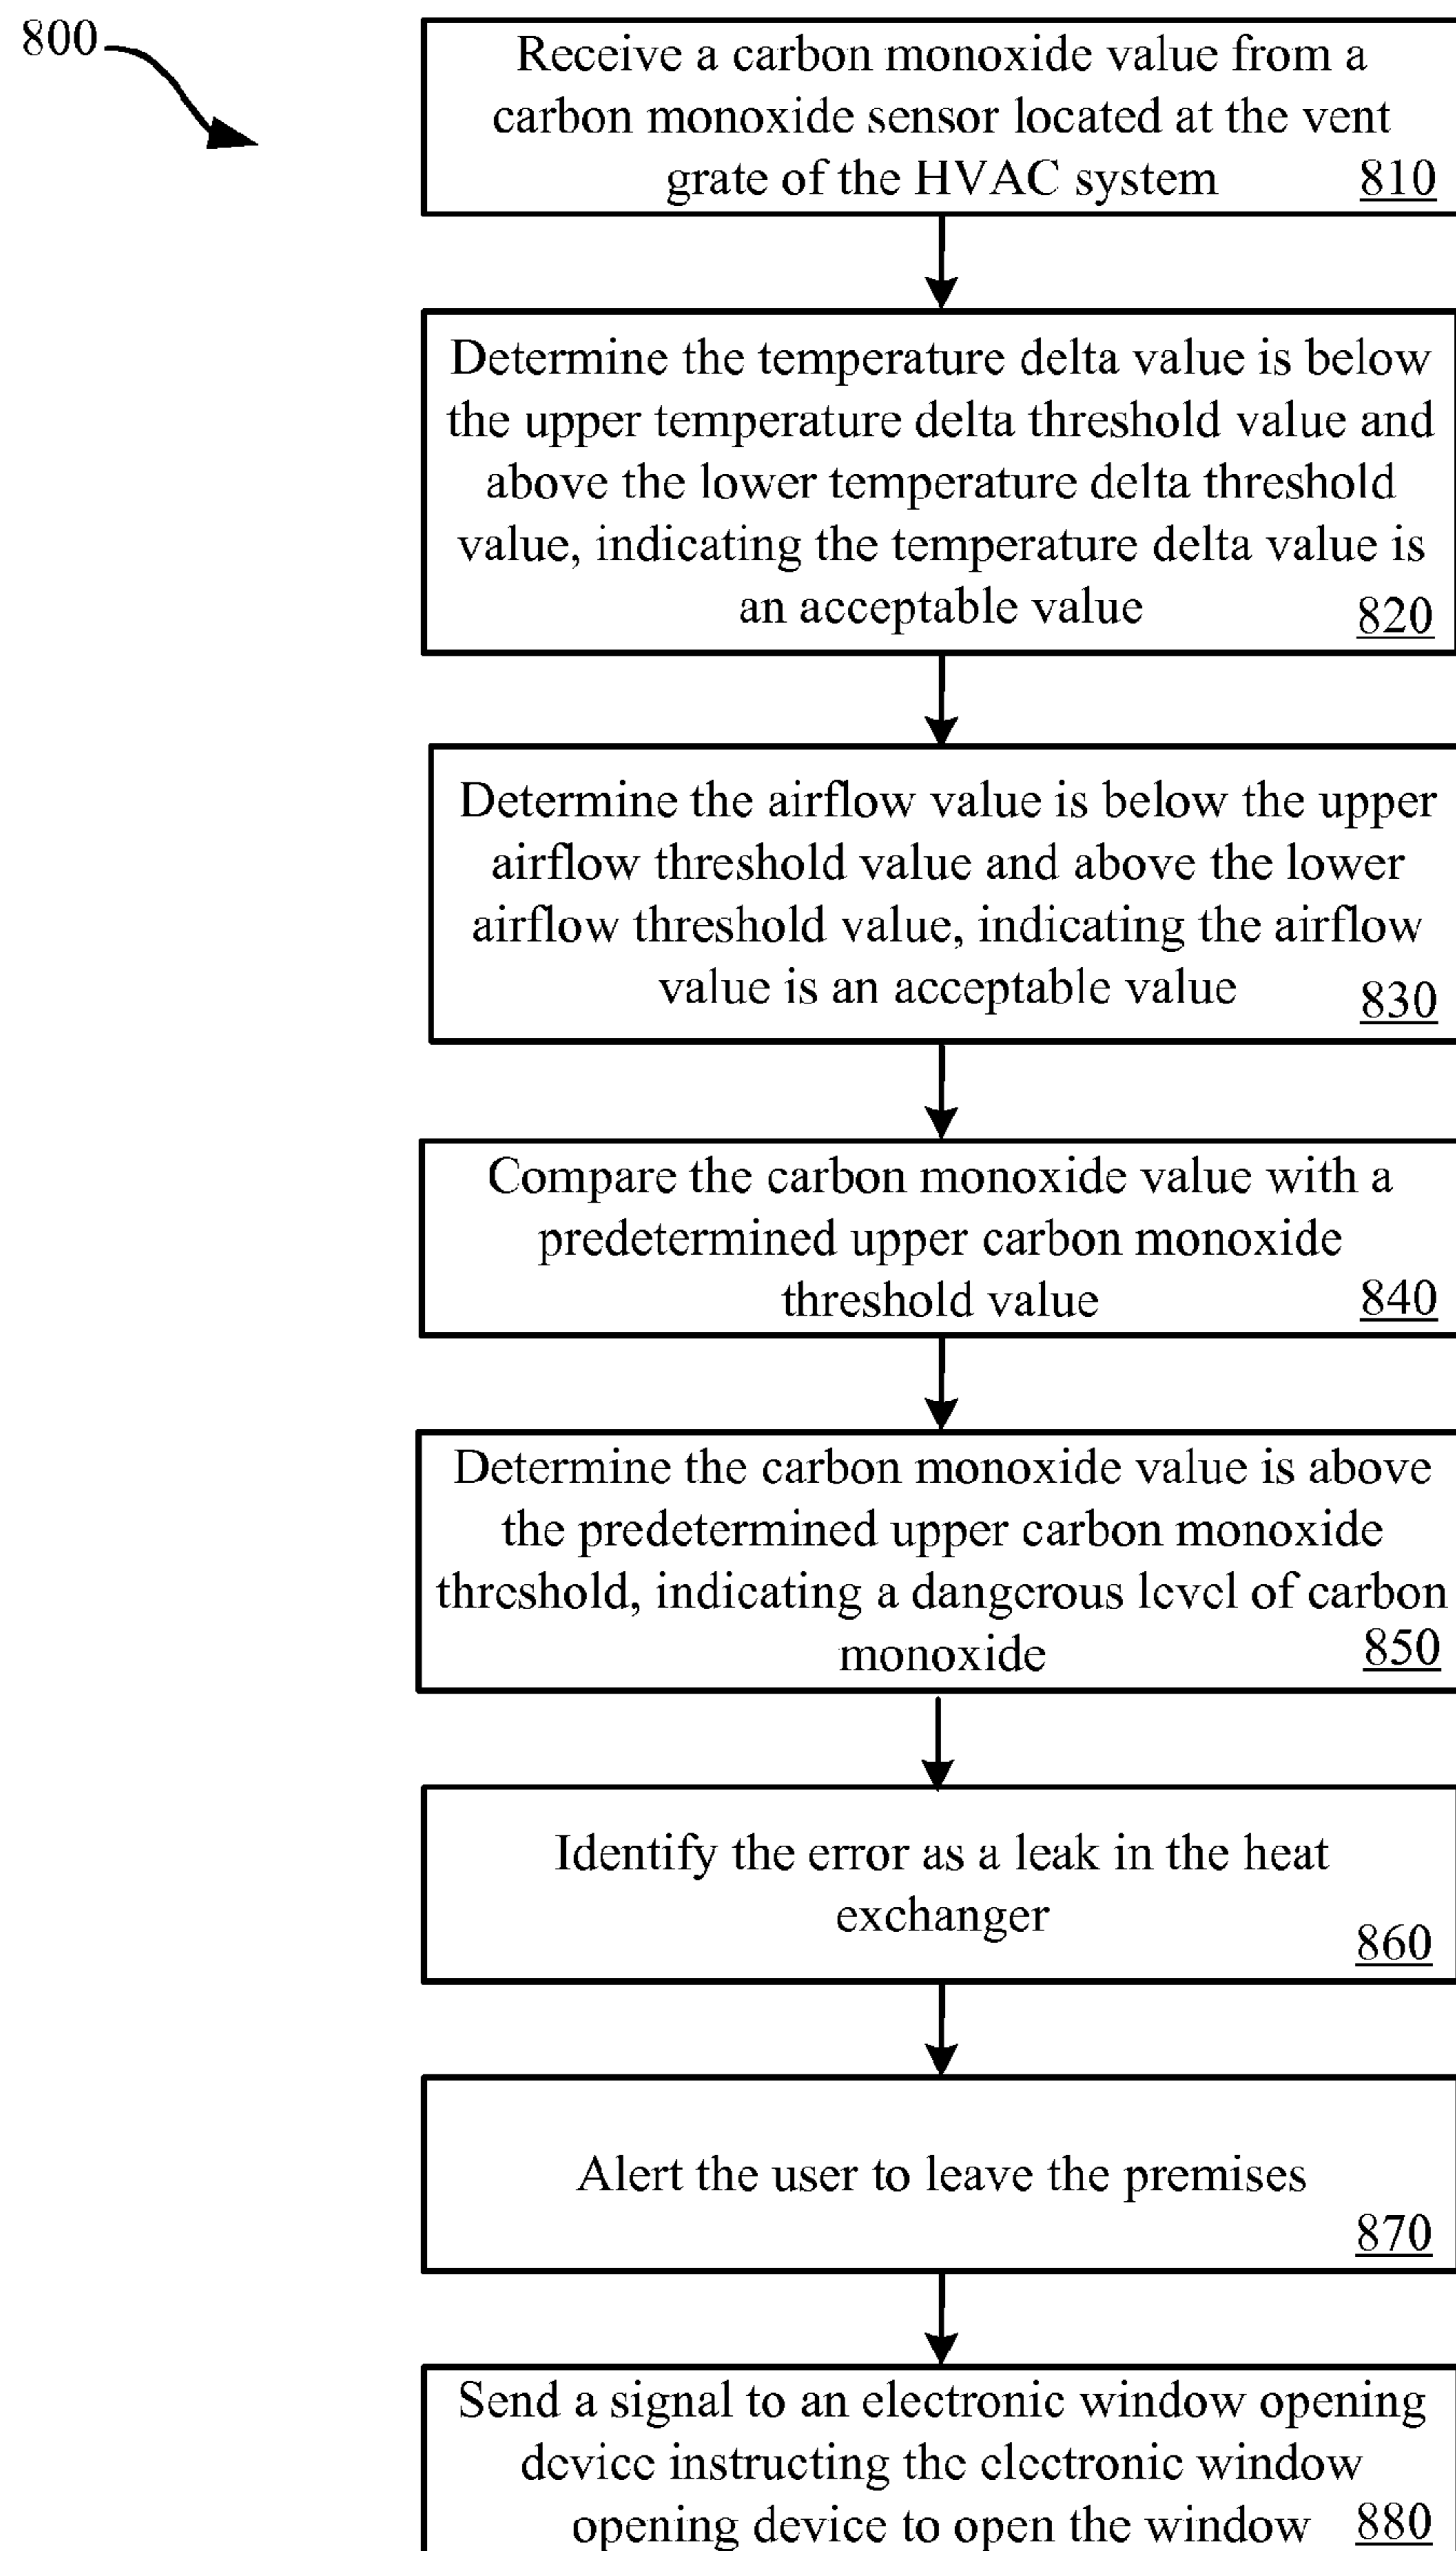 800
Receive a carbon monoxide value from a
carbon monoxide sensor located at the vent
grate of the HVAC system 810
Determine the temperature delta value is below
the upper temperature delta threshold value and
above the lower temperature delta threshold
value, indicating the temperature delta value is
an acceptable value 820
Determine the airflow value is below the upper
airflow threshold value and above the lower
airflow threshold value, indicating the airflow
value is an acceptable value 830
Compare the carbon monoxide value with a
predetermined upper carbon monoxide
threshold value 840
Determine the carbon monoxide value is above
the predetermined upper carbon monoxide
threshold, indicating a dangerous level of carbon
monoxide 850
Identify the error as a leak in the heat
exchanger 860
Alert the user to leave the premises
870
Send a signal to an electronic window opening
device instructing the electronic window
opening device to open the window 880